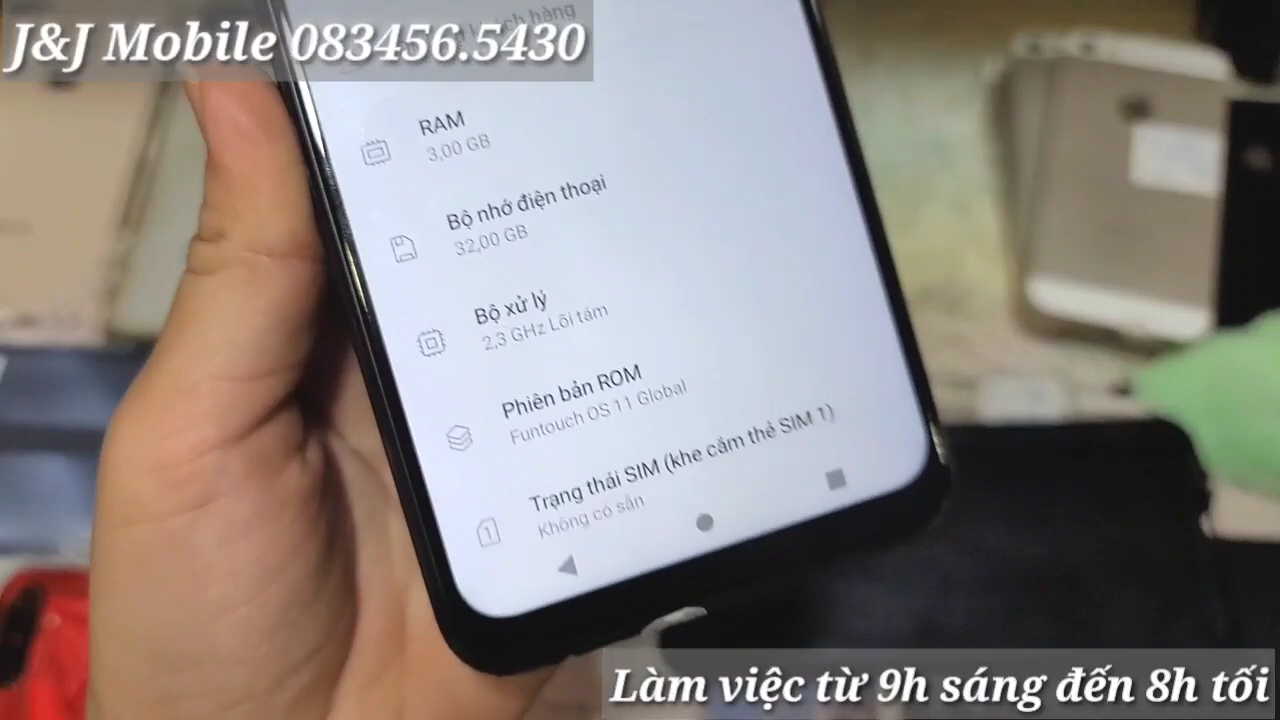 J&J Mobile 083456.5430
hàng
RAM
3,00 GB
Bộ nhớ điện thoại
32,00 GB
Bộ xử lý
2,3 GHz Lõi tám
Phiên bản ROM
Funtouch OS 11 Global
Trạng thái SIM (khe cắm thẻ SIM 1)
Không có sẵn
1
Làm việc từ 9h sáng đến 8h tối